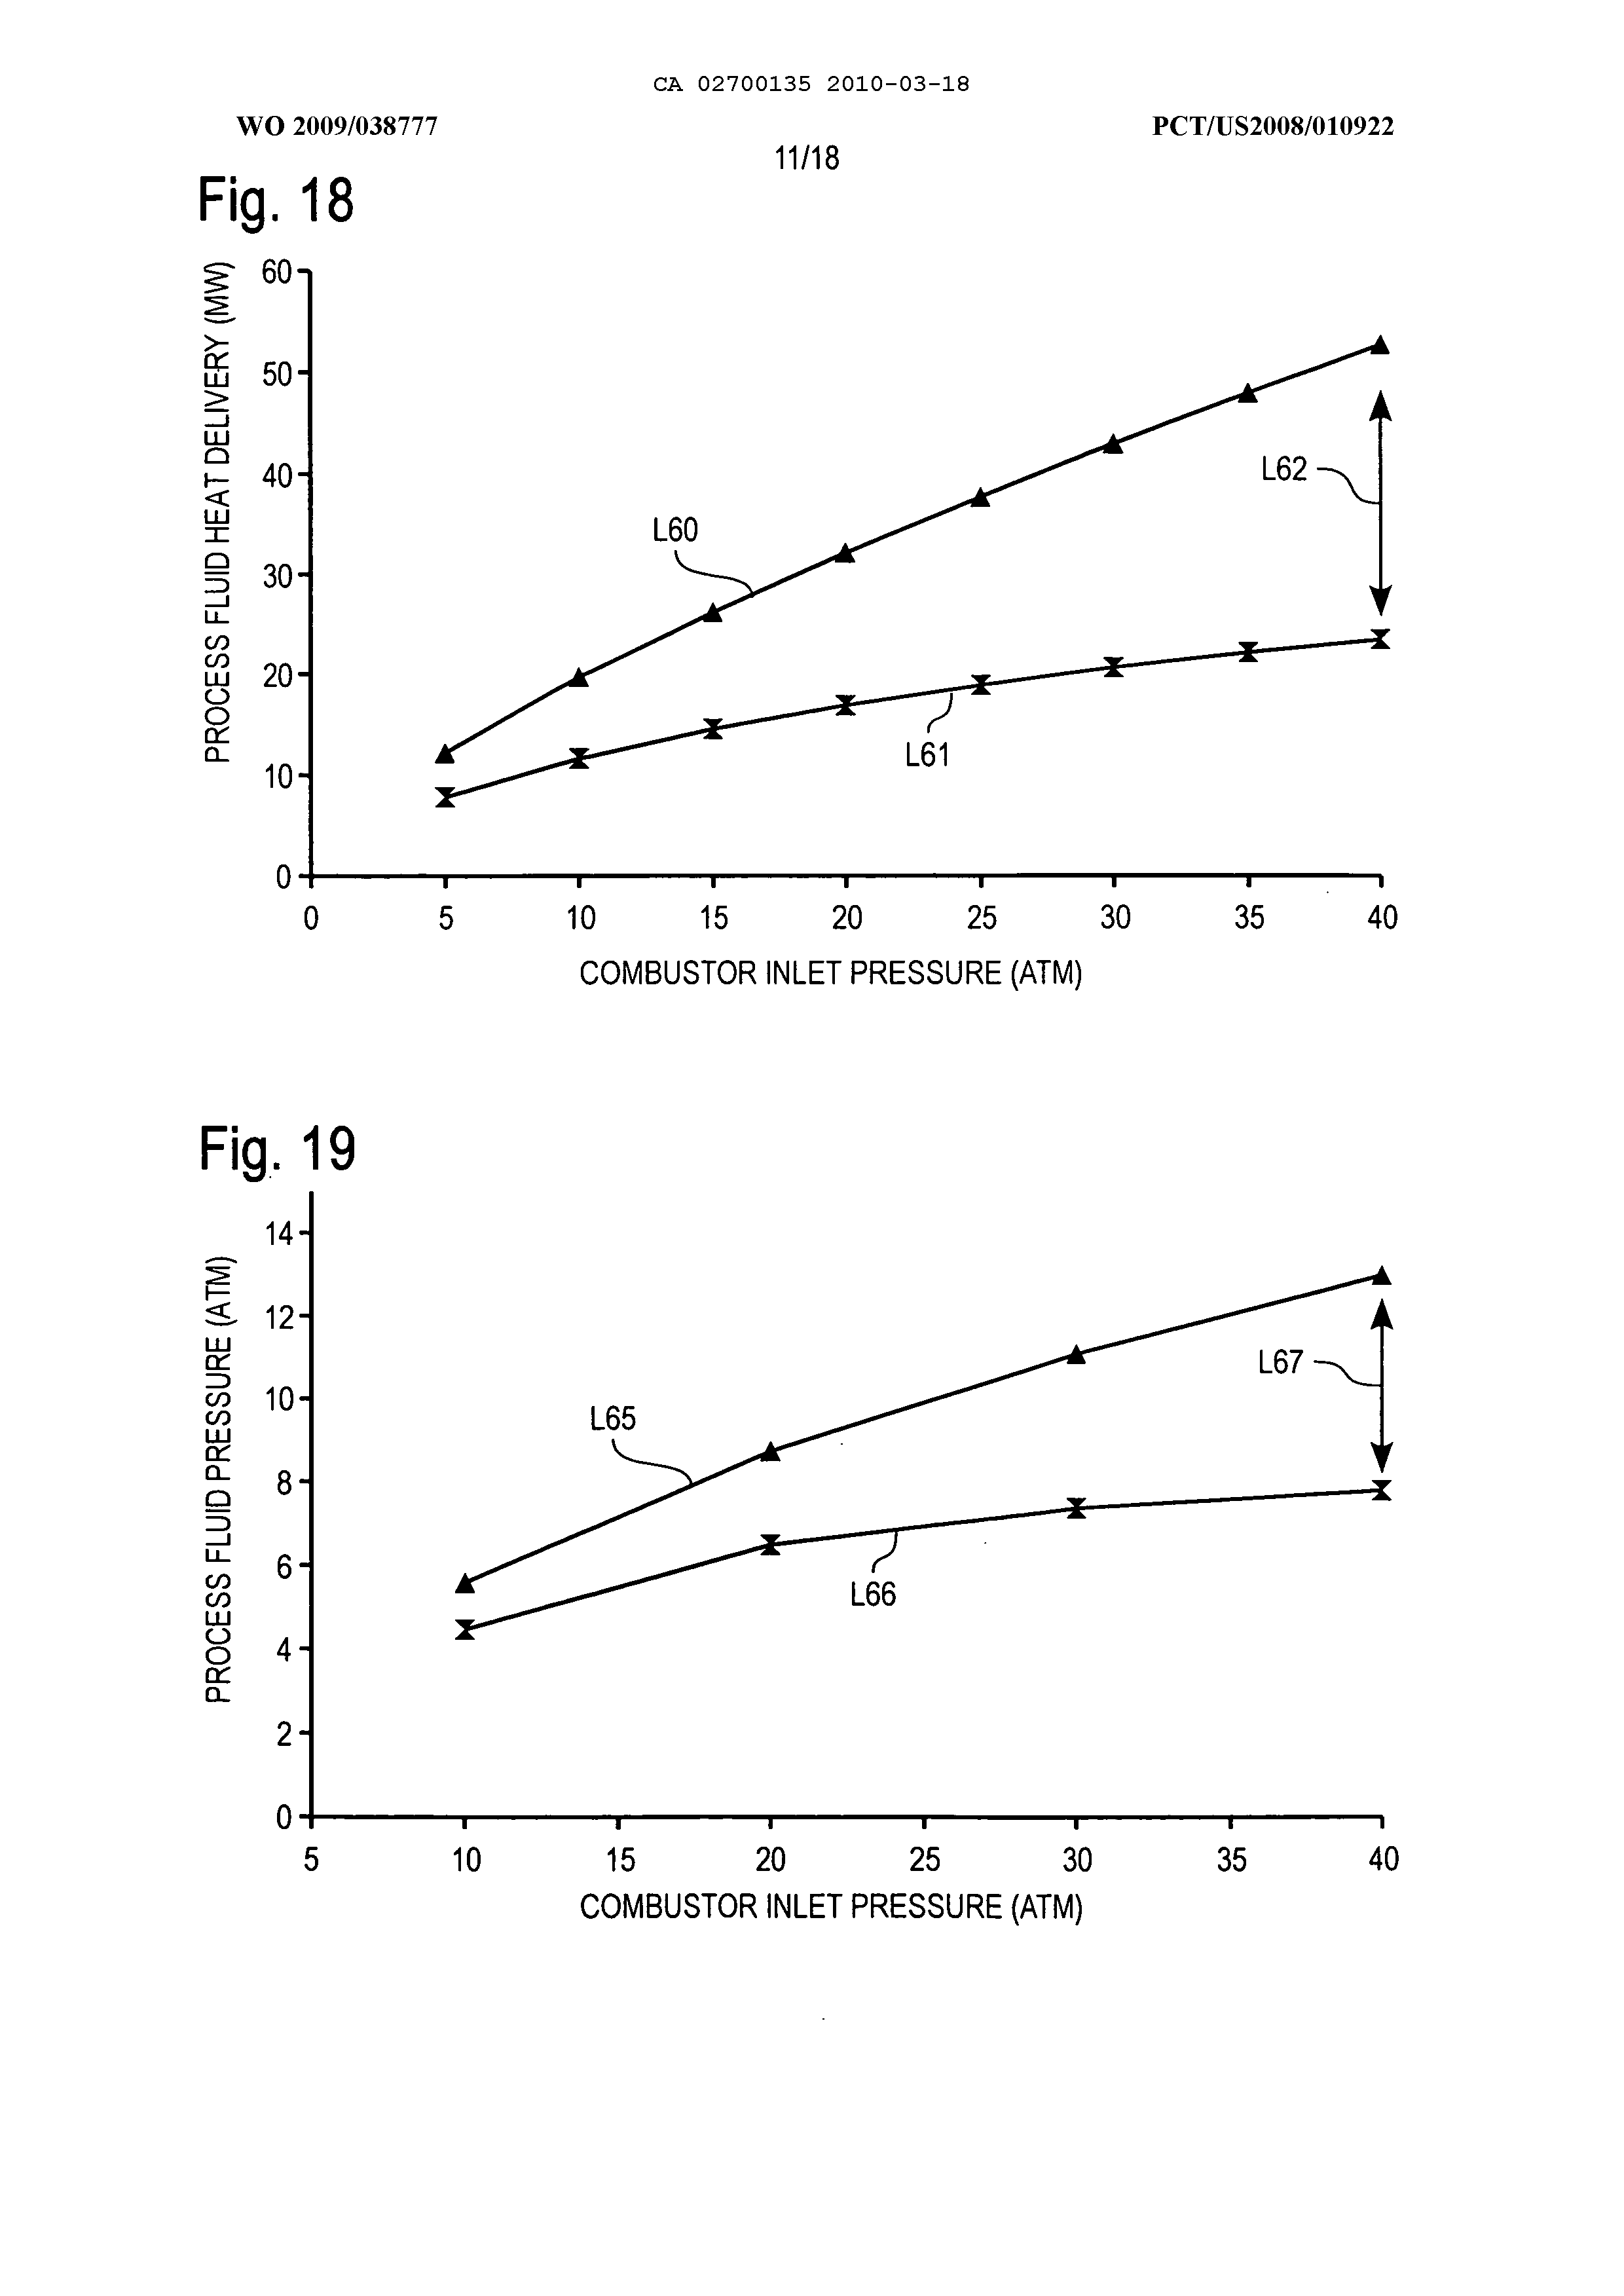 CA 02700135 2010-03-18
WO 2009/038777
PCT/US2008/010922
11/18
Fig. 18
PROCESS FLUID HEAT DELIVERY (MW)
60
50
40
30
20
10
0
L60
L62
L61
0 5 10 15 20 25 30 35 40
COMBUSTOR INLET PRESSURE (ATM)
Fig. 19
PROCESS FLUID PRESSURE (ATM)
14
12
10
8
6
4
2
0
L65
L67
L66
5 10 15 20 25 30 35 40
COMBUSTOR INLET PRESSURE (ATM)